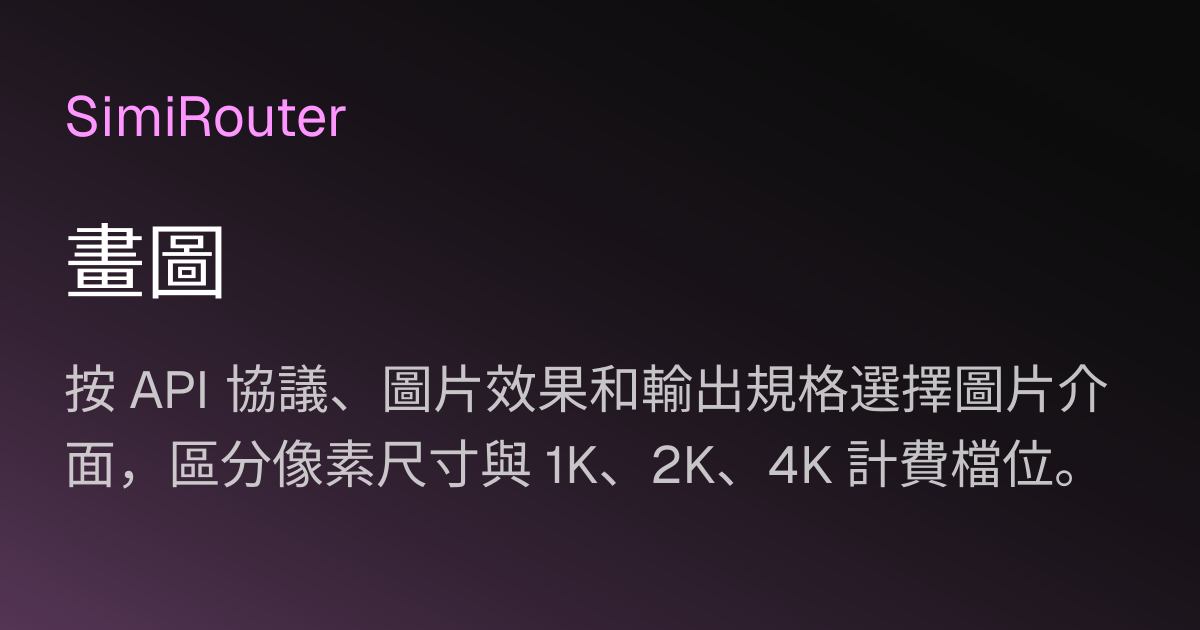 SimiRouter
畫圖
按 API 協議、圖片效果和輸出規格選擇圖片介
面，區分像素尺寸與 1K、2K、4K 計費檔位。